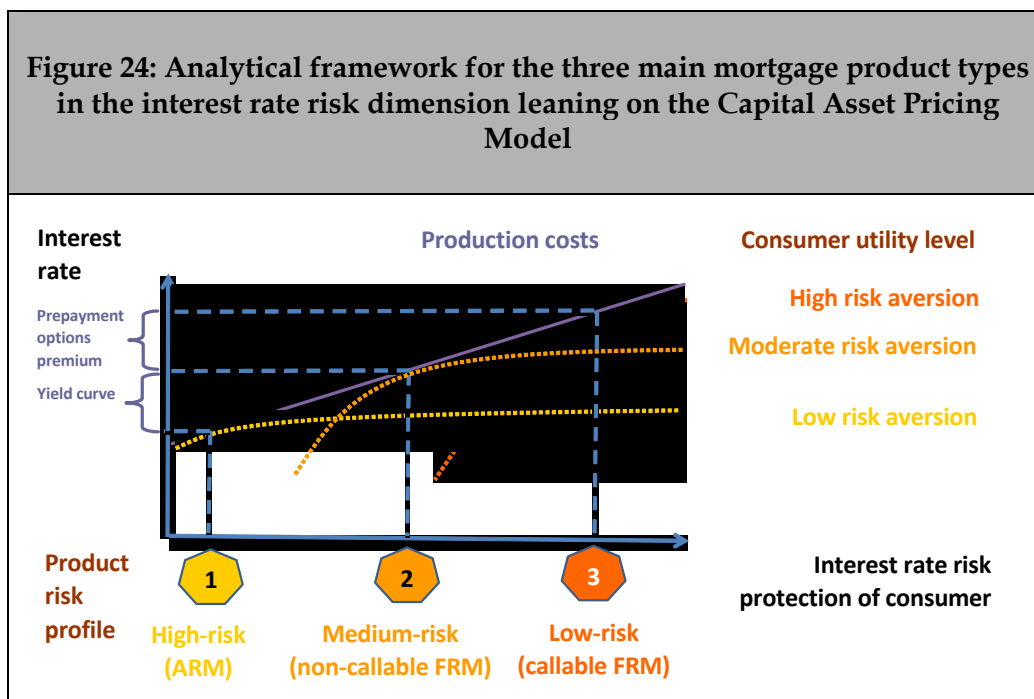 Figure 24: Analytical framework for the three main mortgage product types
in the interest rate risk dimension leaning on the Capital Asset Pricing
Model
Interest
rate
Production costs
Consumer utility level
Prepayment
options
premium
Yield curve
High risk aversion
Moderate risk aversion
Low risk aversion
Product
risk
profile
1
2
3
Interest rate risk
protection of consumer
High-risk
(ARM)
Medium-risk
(non-callable FRM)
Low-risk
(callable FRM)